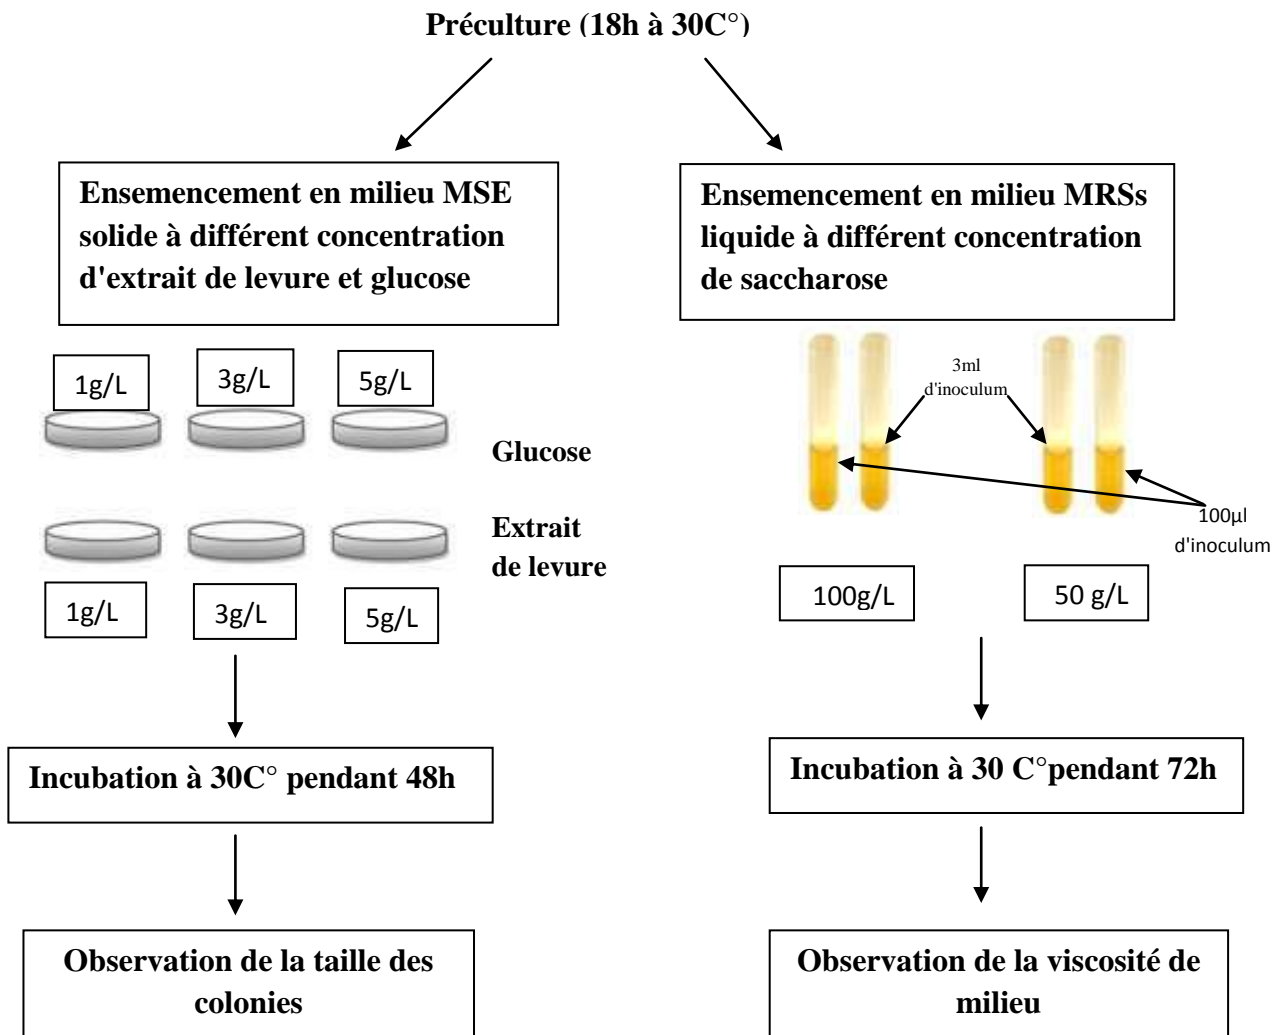 Préculture (18h à 30C°)
Ensemencement en milieu MSE
solide à différent concentration
d'extrait de levure et glucose
1g/L
3g/L
5g/L
Glucose
Extrait
de levure
1g/L
3g/L
5g/L
Incubation à 30C° pendant 48h
Observation de la taille des
colonies
Ensemencement en milieu MRSs
liquide à différent concentration
de saccharose
3ml
d'inoculum
100µl
d'inoculum
100g/L
50 g/L
Incubation à 30 C°pendant 72h
Observation de la viscosité de
milieu